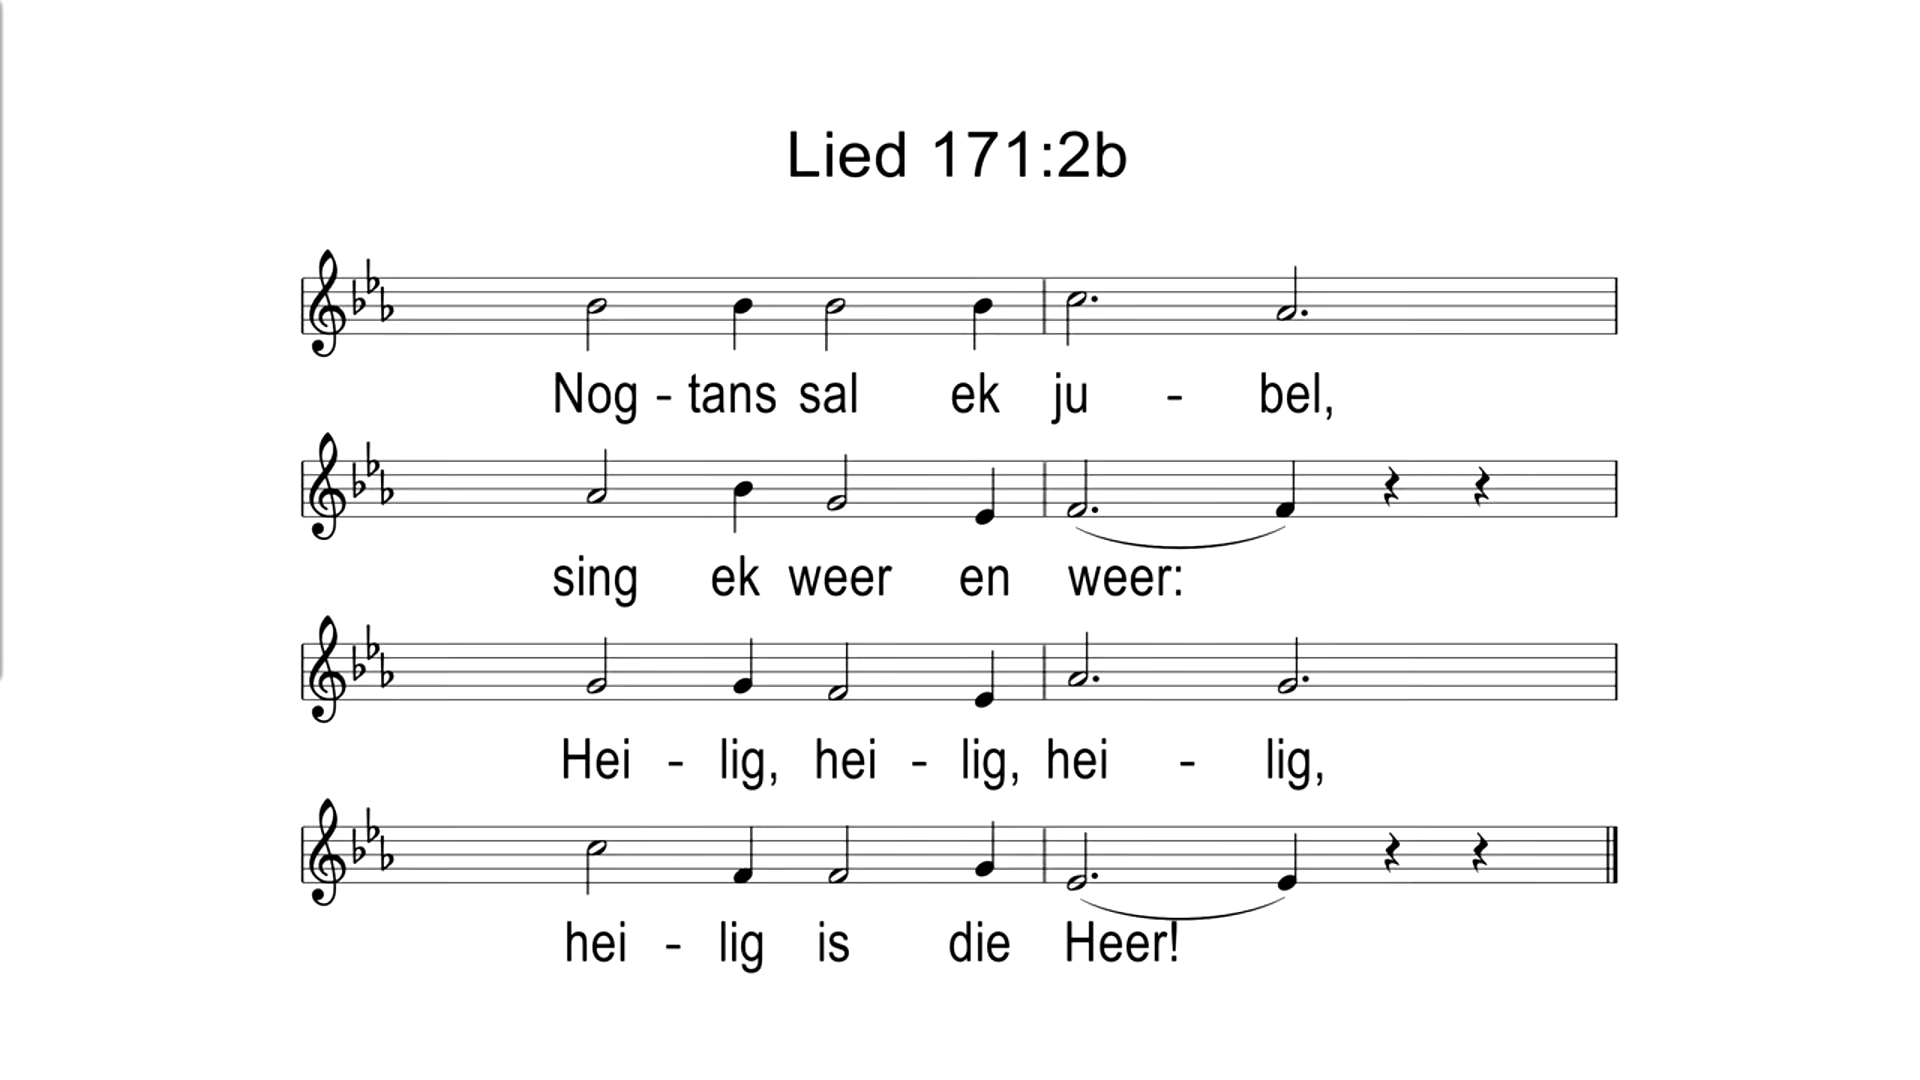 Lied 171:2b
Nog - tans sal ek ju - bel,
sing ek weer en weer:
Hei - lig, hei - lig, hei - lig,
hei - lig is die Heer!